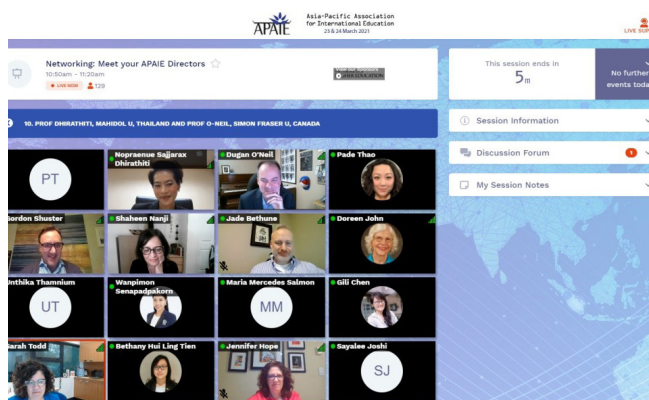 APAIE
Asia-Pacific Association
for International Education
23 & 24 March 2021
LIVE SUP
Networking: Meet your APAIE Directors
10:50am - 11:20am
LIVE NOW 129
EDUCATION
This session ends in
5m
No further
events toda
10. PROF DHIRATHITI, MAHIDOL U, THAILAND AND PROF O-NEIL, SIMON FRASER U, CANADA
Session Information
Discussion Forum 1
My Session Notes
PT
Nopraenue Sajjarax
Dhirathiti
Dugan O'Neil
Pade Thao
Gordon Shuster
Shaheen Nanji
Jade Bethune
Doreen John
Unthika Thamnium
UT
Wanpimon
Senapadpakorn
Maria Mercedes Salmon
MM
Gili Chen
Sarah Todd
Bethany Hui Ling Tien
Jennifer Hope
Sayalee Joshi
SJ